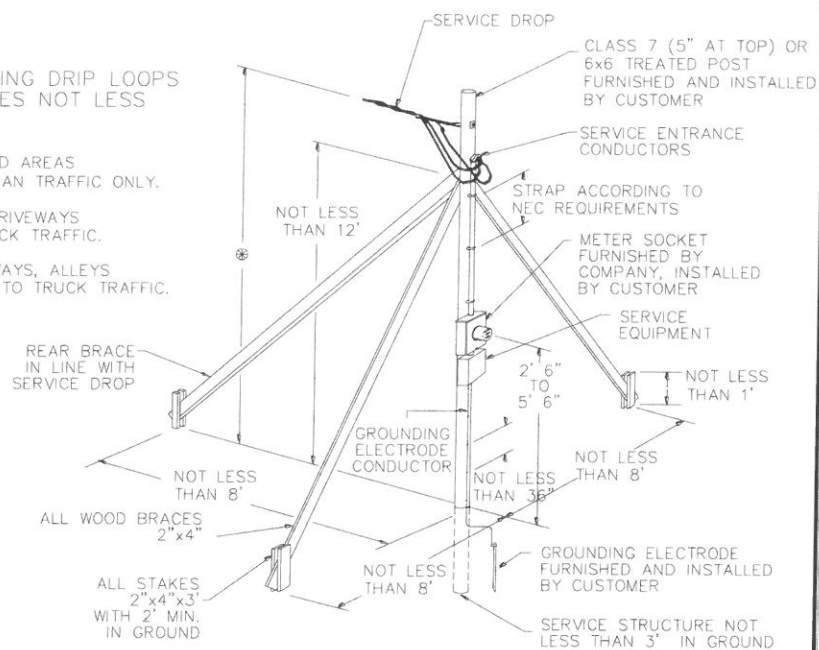 SERVICE DROP
ING DRIP LOOPS
ES NOT LESS
D AREAS
AN TRAFFIC ONLY.
RIVEWAYS
CK TRAFFIC.
WAYS, ALLEYS
TO TRUCK TRAFFIC.
CLASS 7 (5" AT TOP) OR
6x6 TREATED POST
FURNISHED AND INSTALLED
BY CUSTOMER
SERVICE ENTRANCE
CONDUCTORS
STRAP ACCORDING TO
NEC REQUIREMENTS
NOT LESS
THAN 12'
METER SOCKET
FURNISHED BY
COMPANY, INSTALLED
BY CUSTOMER
SERVICE
EQUIPMENT
REAR BRACE
IN LINE WITH
SERVICE DROP
2' 6"
TO
5' 6"
NOT LESS
THAN 1'
GROUNDING
ELECTRODE
CONDUCTOR
NOT LESS
THAN 8'
NOT LESS
THAN 36"
NOT LESS
THAN 8'
ALL WOOD BRACES
2"x4"
NOT LESS
THAN 8'
ALL STAKES
2"x4"x3'
WITH 2' MIN.
IN GROUND
GROUNDING ELECTRODE
FURNISHED AND INSTALLED
BY CUSTOMER
SERVICE STRUCTURE NOT
LESS THAN 3' IN GROUND